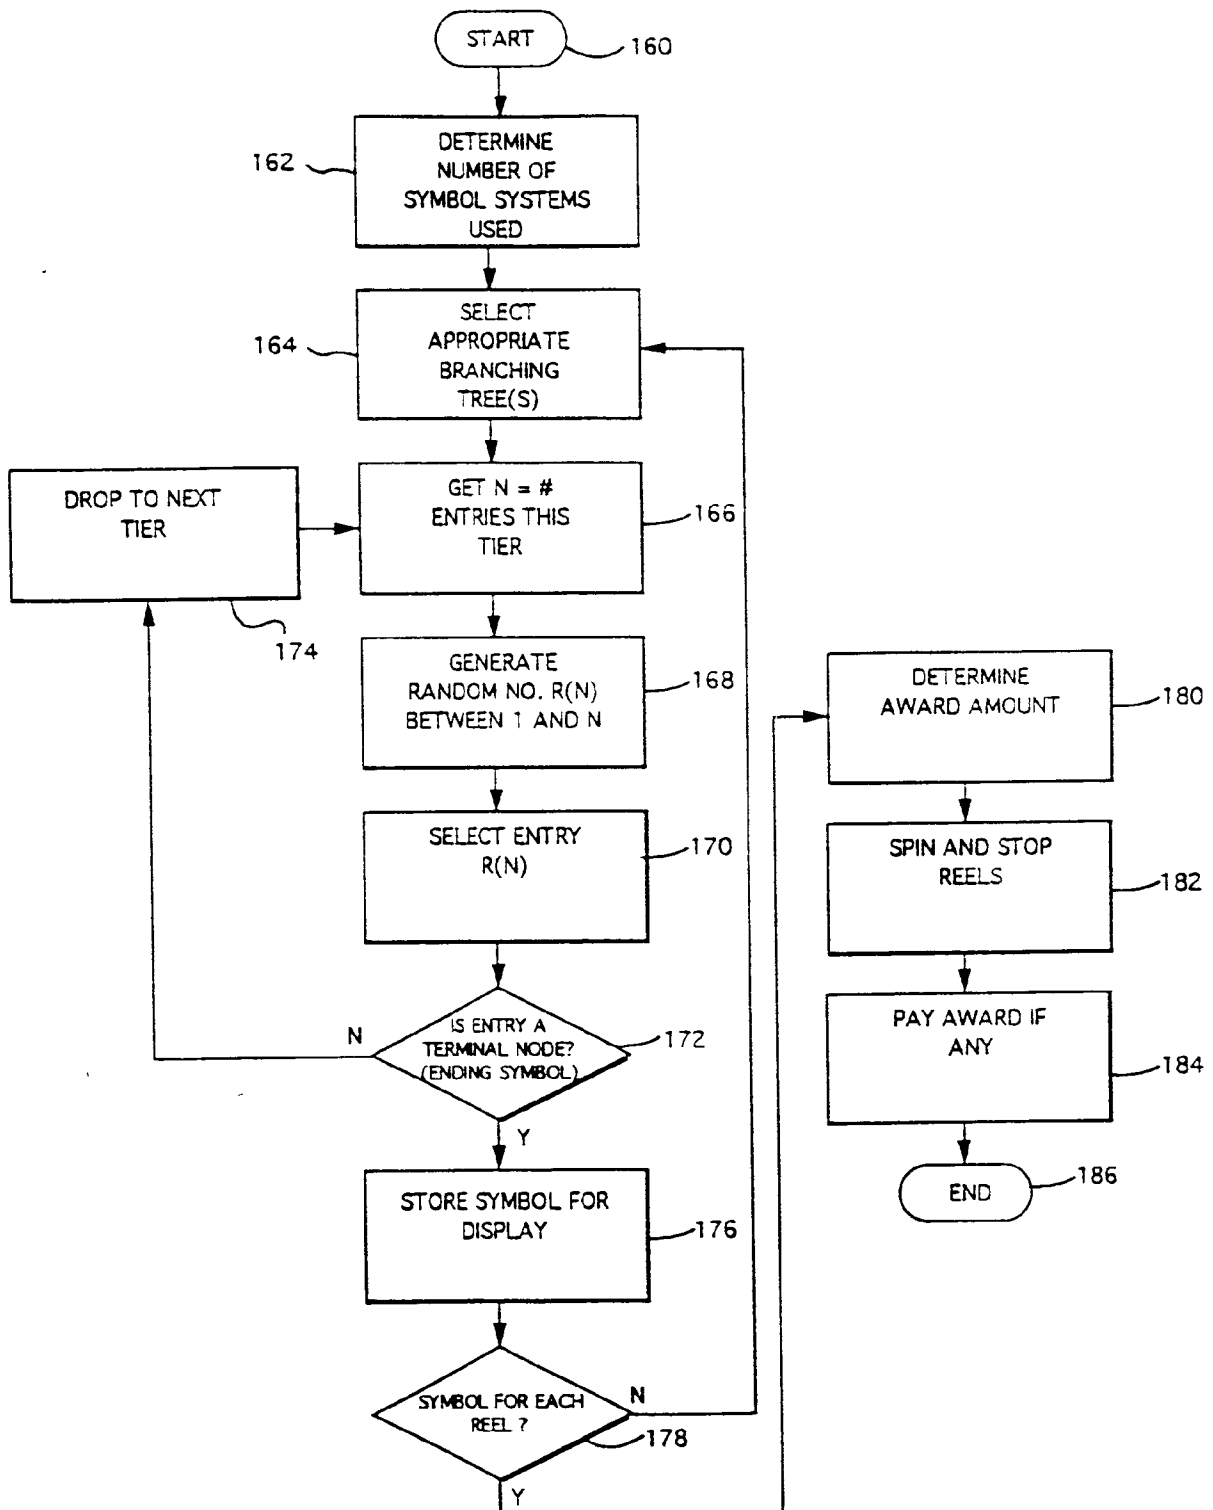 START
160
162
DETERMINE
NUMBER OF
SYMBOL SYSTEMS
USED
164
SELECT
APPROPRIATE
BRANCHING
TREE(S)
DROP TO NEXT
TIER
174
GET N = #
ENTRIES THIS
TIER
166
GENERATE
RANDOM NO. R(N)
BETWEEN 1 AND N
168
SELECT ENTRY
R(N)
170
N
IS ENTRY A
TERMINAL NODE?
(ENDING SYMBOL)
172
Y
STORE SYMBOL FOR
DISPLAY
176
SYMBOL FOR EACH
REEL ?
N
178
Y
DETERMINE
AWARD AMOUNT
180
SPIN AND STOP
REELS
182
PAY AWARD IF
ANY
184
END
186